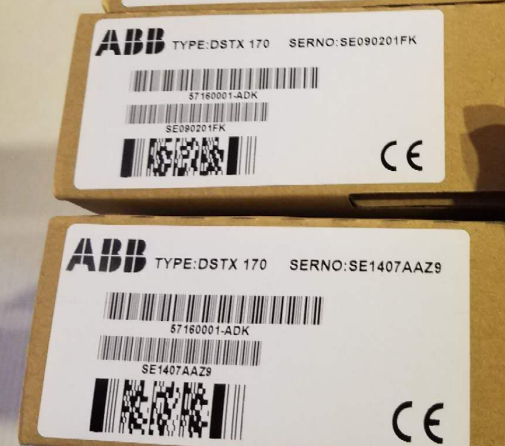 ABB TYPE:DSTX 170 SERNO:SE090201FK
57160001-ADK
SE090201FK
CE
ABB TYPE:DSTX 170 SERNO:SE1407AAZ9
57160001-ADK
SE1407AAZ9
CE